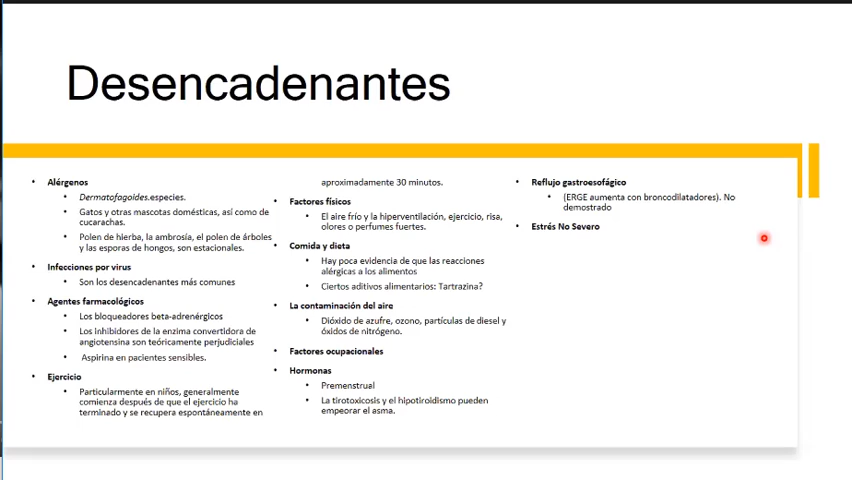 Desencadenantes
• Alérgenos
• Dermatofagoides.especies.
• Gatos y otras mascotas domésticas, así como de
cucarachas.
• Polen de hierba, la ambrosía, el polen de árboles
y las esporas de hongos, son estacionales.
• Infecciones por virus
• Son los desencadenantes más comunes
• Agentes farmacológicos
• Los bloqueadores beta-adrenérgicos
• Los inhibidores de la enzima convertidora de
angiotensina son teóricamente perjudiciales
• Aspirina en pacientes sensibles.
• Ejercicio
• Particularmente en niños, generalmente
comienza después de que el ejercicio ha
terminado y se recupera espontáneamente en
aproximadamente 30 minutos.
• Factores físicos
• El aire frío y la hiperventilación, ejercicio, risa,
olores o perfumes fuertes.
• Comida y dieta
• Hay poca evidencia de que las reacciones
alérgicas a los alimentos
• Ciertos aditivos alimentarios: Tartrazina?
• La contaminación del aire
• Dióxido de azufre, ozono, partículas de diesel y
óxidos de nitrógeno.
• Factores ocupacionales
• Hormonas
• Premenstrual
• La tirotoxicosis y el hipotiroidismo pueden
empeorar el asma.
• Reflujo gastroesofágico
• (ERGE aumenta con broncodilatadores). No
demostrado
• Estrés No Severo